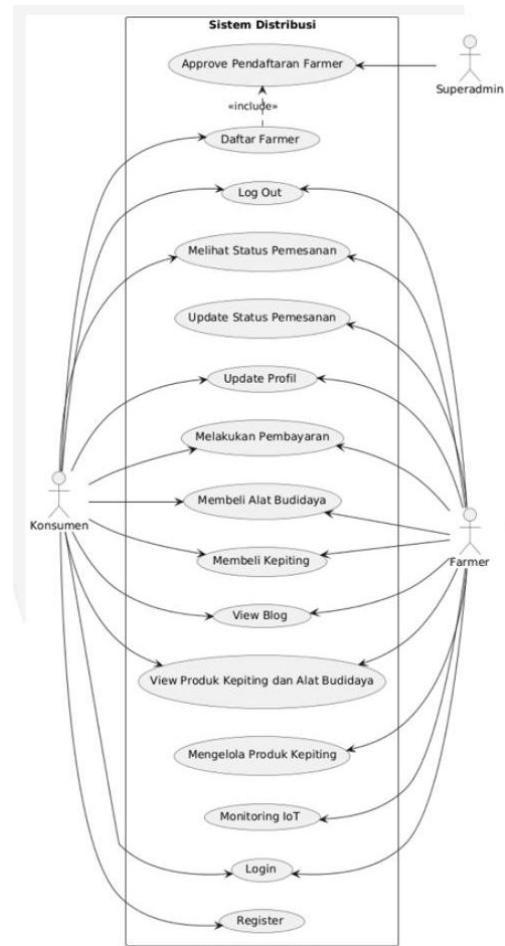 Sistem Distribusi
Approve Pendaftaran Farmer
Superadmin
«include»
Daftar Farmer
Log Out
Melihat Status Pemesanan
Update Status Pemesanan
Update Profil
Melakukan Pembayaran
Membeli Alat Budidaya
Konsumen
Membeli Kepiting
Farmer
View Blog
View Produk Kepiting dan Alat Budidaya
Mengelola Produk Kepiting
Monitoring IoT
Login
Register